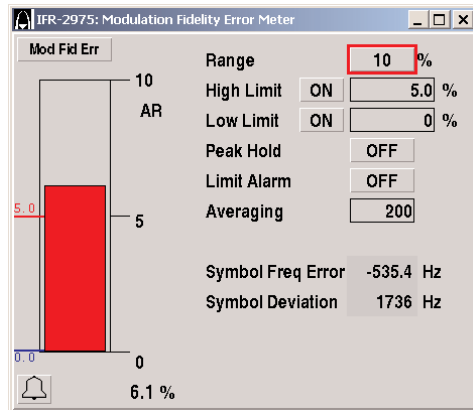 IFR-2975: Modulation Fidelity Error Meter
Mod Fid Err
10
AR
5.0
5
0.0
0
6.1 %
Range 10 %
High Limit ON 5.0 %
Low Limit ON 0 %
Peak Hold OFF
Limit Alarm OFF
Averaging 200
Symbol Freq Error -535.4 Hz
Symbol Deviation 1736 Hz